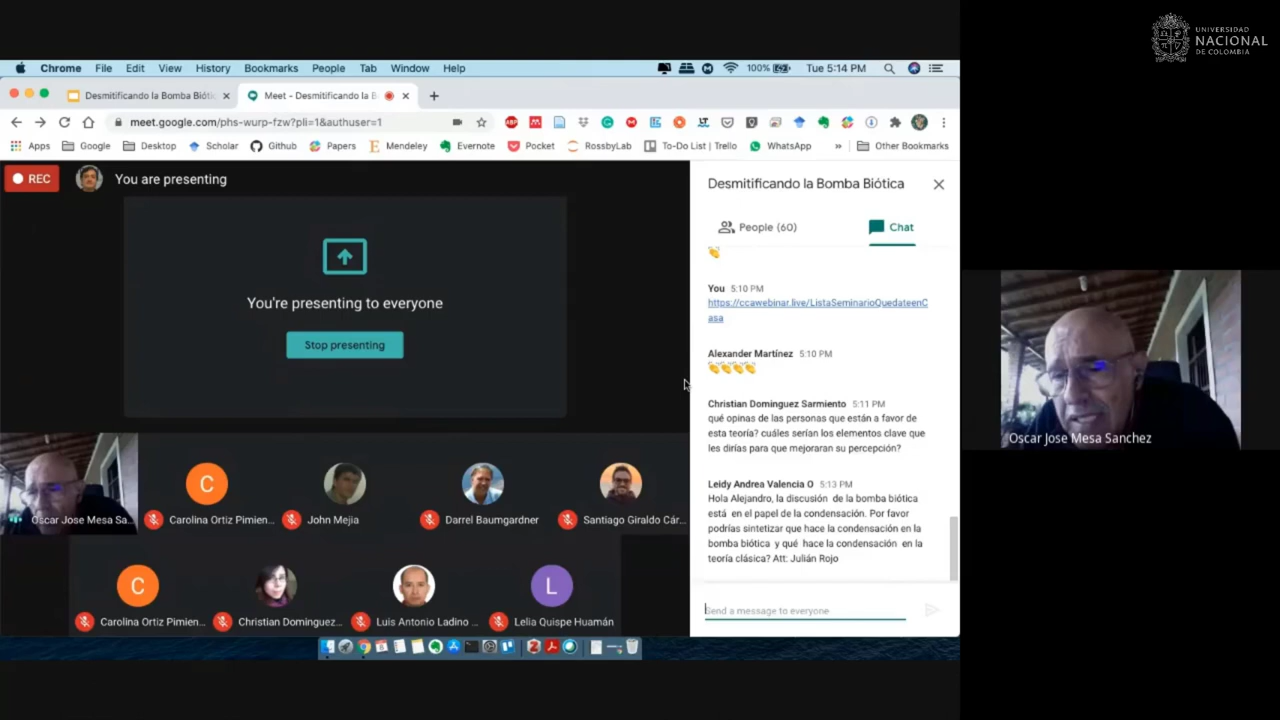 UNIVERSIDAD
NACIONAL
DE COLOMBIA
Chrome File Edit View History Bookmarks People Tab Window Help 100% Tue 5:14 PM
Desmitificando la Bomba Biótic Meet - Desmitificando la B
meet.google.com/phs-wurp-fzw?pli=1&authuser=1
Apps Google Desktop Scholar Github Papers Mendeley Evernote Pocket RossbyLab To-Do List | Trello WhatsApp » Other Bookmarks
REC You are presenting
Desmitificando la Bomba Biótica
People (60) Chat
You're presenting to everyone
Stop presenting
You 5:10 PM
https://ccawebinar.live/ListaSeminarioQuedateenC
asa
Alexander Martínez 5:10 PM
👏👏👏👏
Christian Domínguez Sarmiento 5:11 PM
qué opinas de las personas que están a favor de
esta teoría? cuáles serían los elementos clave que
les dirías para que mejoraran su percepción?
Leidy Andrea Valencia O 5:13 PM
Hola Alejandro, la discusión de la bomba biótica
está en el papel de la condensación. Por favor
podrías sintetizar que hace la condensación en la
bomba biótica y qué hace la condensación en la
teoría clásica? Att: Julián Rojo
Send a message to everyone
Oscar Jose Mesa Sa...
C
Carolina Ortiz Pimien...
John Mejia
Darrel Baumgardner
Santiago Giraldo Cár...
C
Carolina Ortiz Pimien...
Christian Dominguez...
Luis Antonio Ladino ...
L
Lelia Quispe Huamán
Oscar Jose Mesa Sanchez